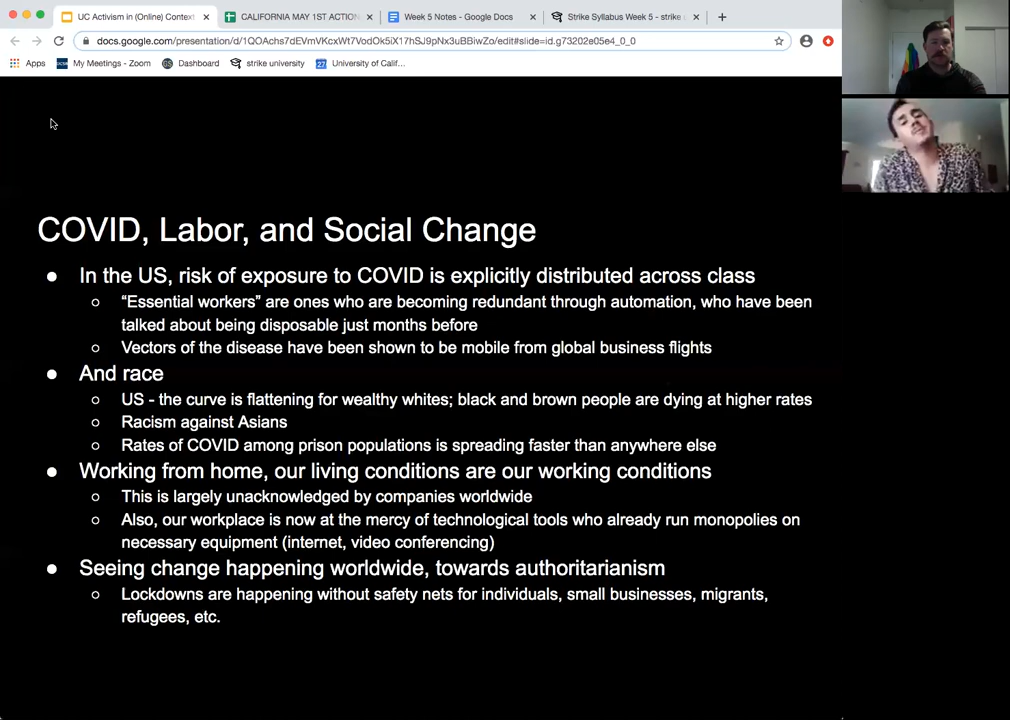 UC Activism in (Online) Context
CALIFORNIA MAY 1ST ACTION
Week 5 Notes - Google Docs
Strike Syllabus Week 5 - strike
docs.google.com/presentation/d/1QOAchs7dEVmVKcxWt7VodOk5iX17hSJ9pNx3uBBiwZo/edit#slide=id.g73202e05e4_0_0
Apps
My Meetings - Zoom
Dashboard
strike university
27
University of Calif...
COVID, Labor, and Social Change
● In the US, risk of exposure to COVID is explicitly distributed across class
○ “Essential workers” are ones who are becoming redundant through automation, who have been
talked about being disposable just months before
○ Vectors of the disease have been shown to be mobile from global business flights
● And race
○ US - the curve is flattening for wealthy whites; black and brown people are dying at higher rates
○ Racism against Asians
○ Rates of COVID among prison populations is spreading faster than anywhere else
● Working from home, our living conditions are our working conditions
○ This is largely unacknowledged by companies worldwide
○ Also, our workplace is now at the mercy of technological tools who already run monopolies on
necessary equipment (internet, video conferencing)
● Seeing change happening worldwide, towards authoritarianism
○ Lockdowns are happening without safety nets for individuals, small businesses, migrants,
refugees, etc.